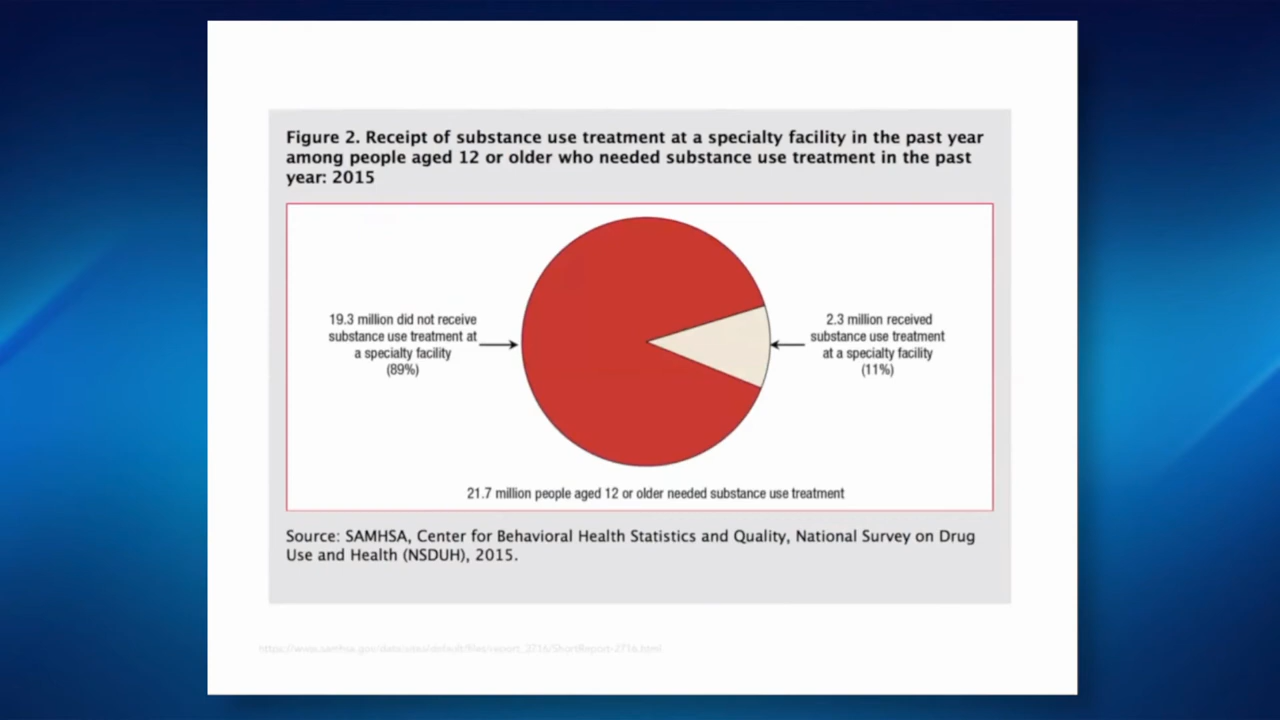 Figure 2. Receipt of substance use treatment at a specialty facility in the past year
among people aged 12 or older who needed substance use treatment in the past
year: 2015
19.3 million did not receive
substance use treatment at
a specialty facility
(89%)
2.3 million received
substance use treatment
at a specialty facility
(11%)
21.7 million people aged 12 or older needed substance use treatment
Source: SAMHSA, Center for Behavioral Health Statistics and Quality, National Survey on Drug
Use and Health (NSDUH), 2015.